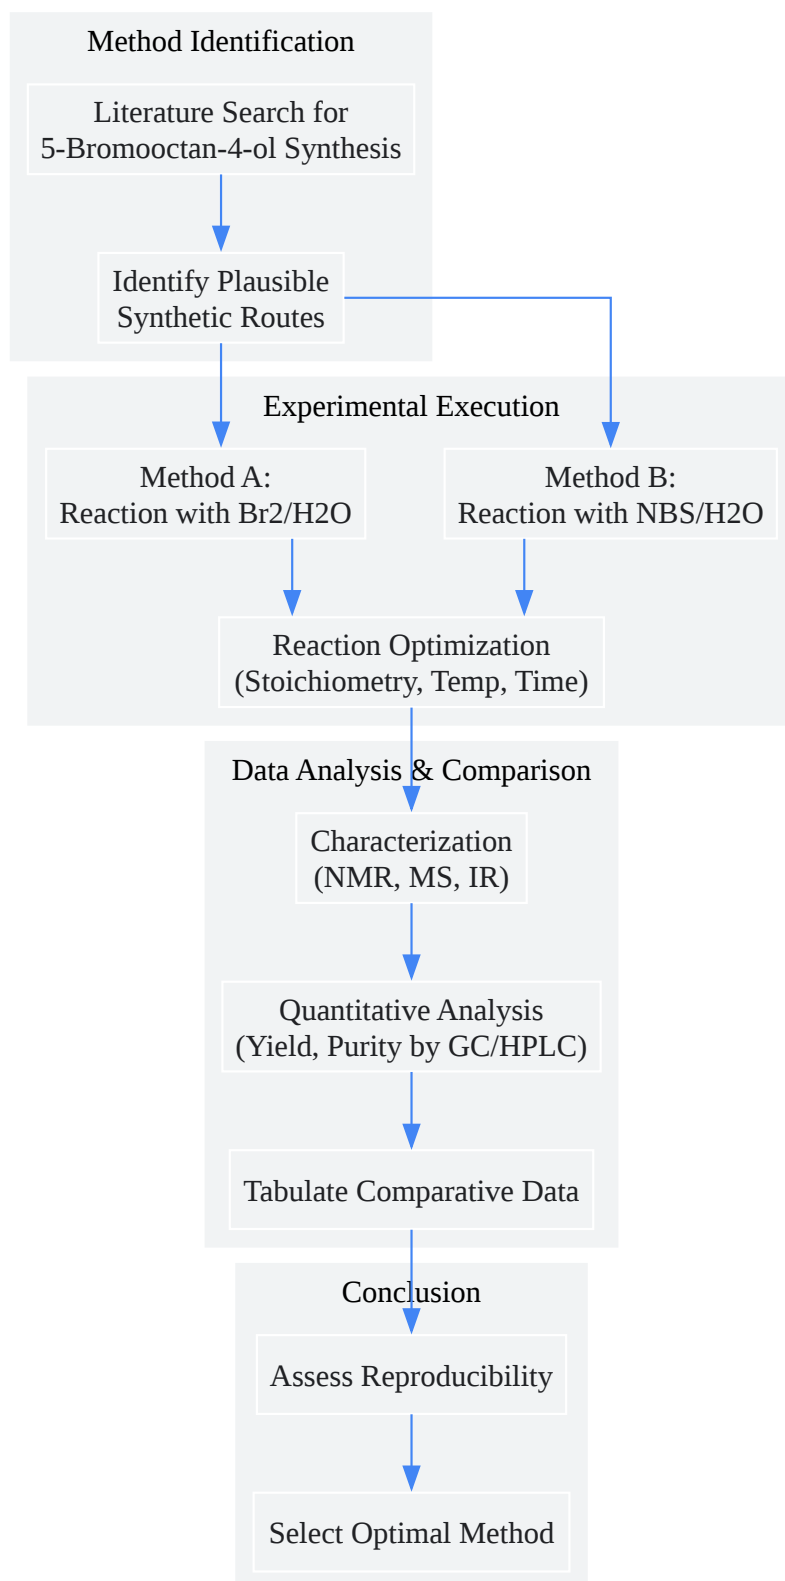 Method Identification
Literature Search for
5-Bromooctan-4-ol Synthesis
Identify Plausible
Synthetic Routes
Experimental Execution
Method A:
Reaction with Br2/H2O
Method B:
Reaction with NBS/H2O
Reaction Optimization
(Stoichiometry, Temp, Time)
Data Analysis & Comparison
Characterization
(NMR, MS, IR)
Quantitative Analysis
(Yield, Purity by GC/HPLC)
Tabulate Comparative Data
Conclusion
Assess Reproducibility
Select Optimal Method